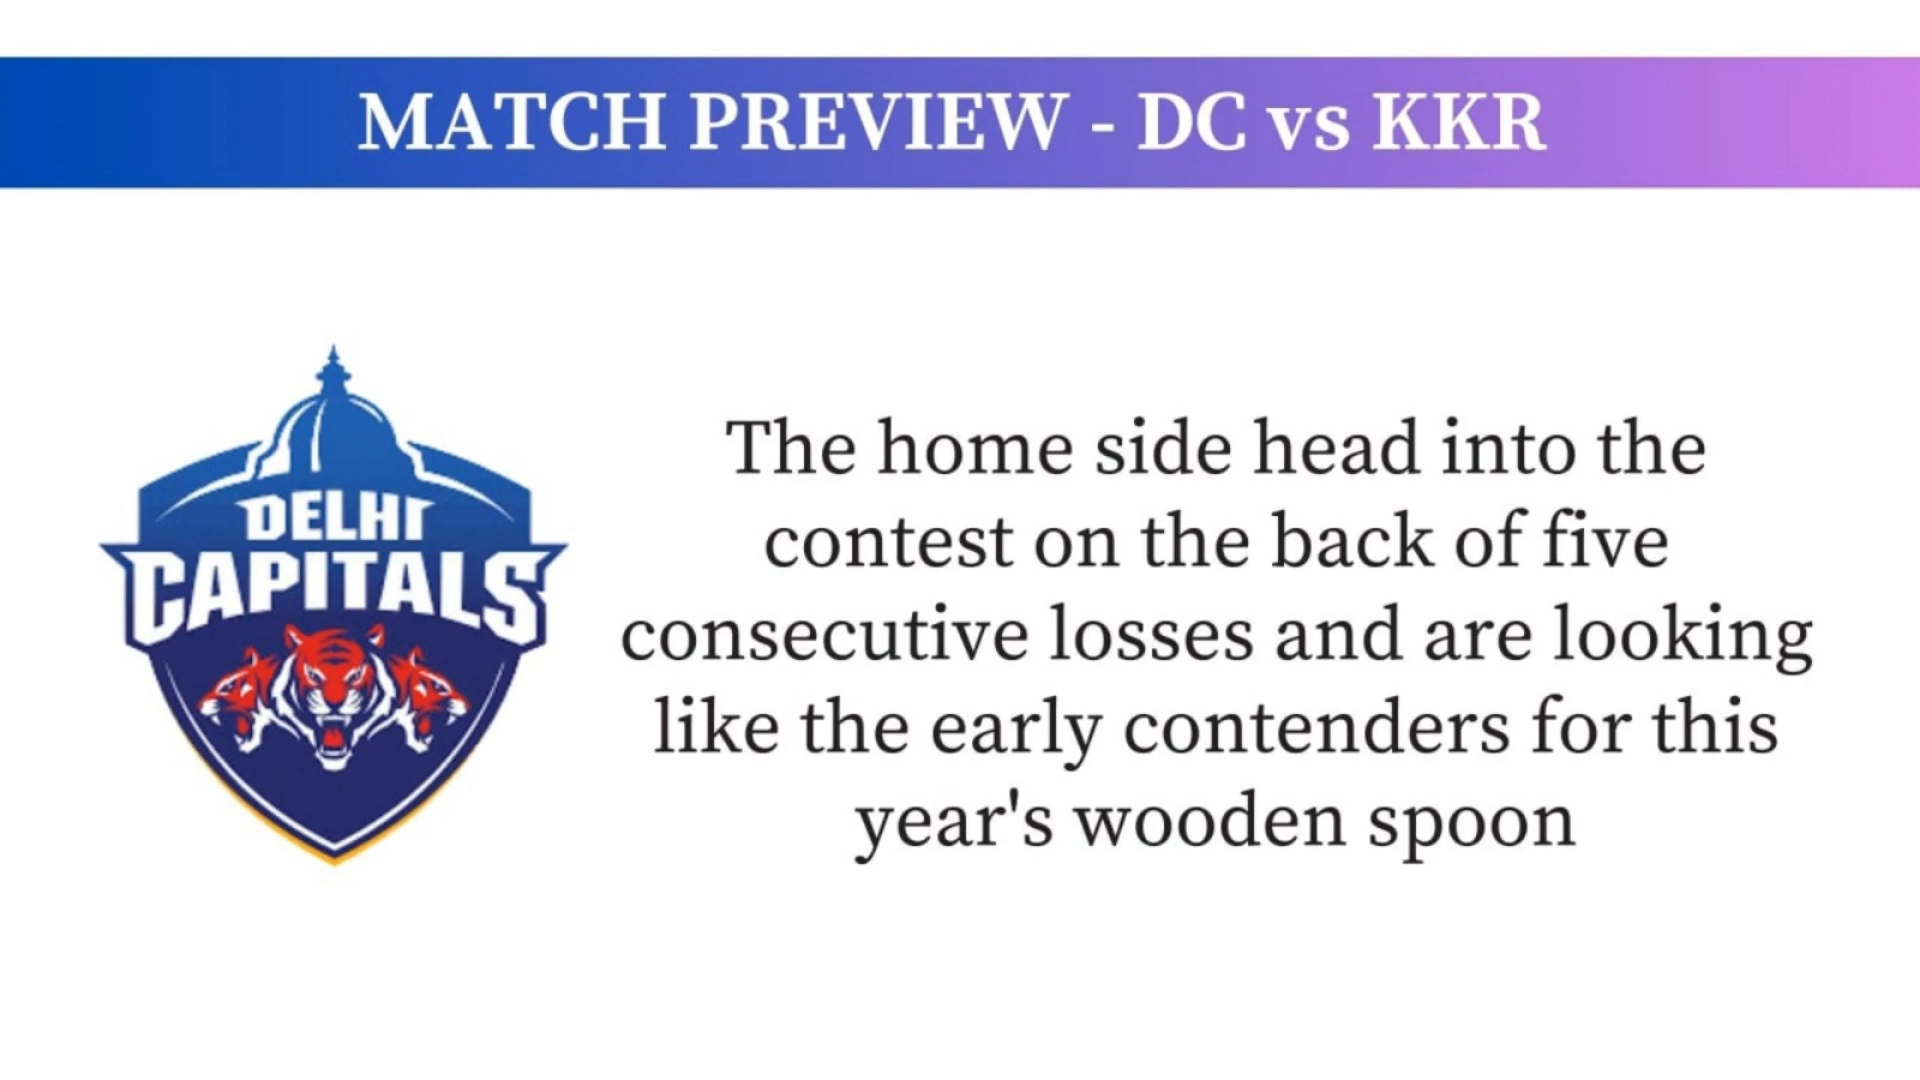 MATCH PREVIEW - DC vs KKR
DELHI
CAPITALS
The home side head into the
contest on the back of five
consecutive losses and are looking
like the early contenders for this
year's wooden spoon